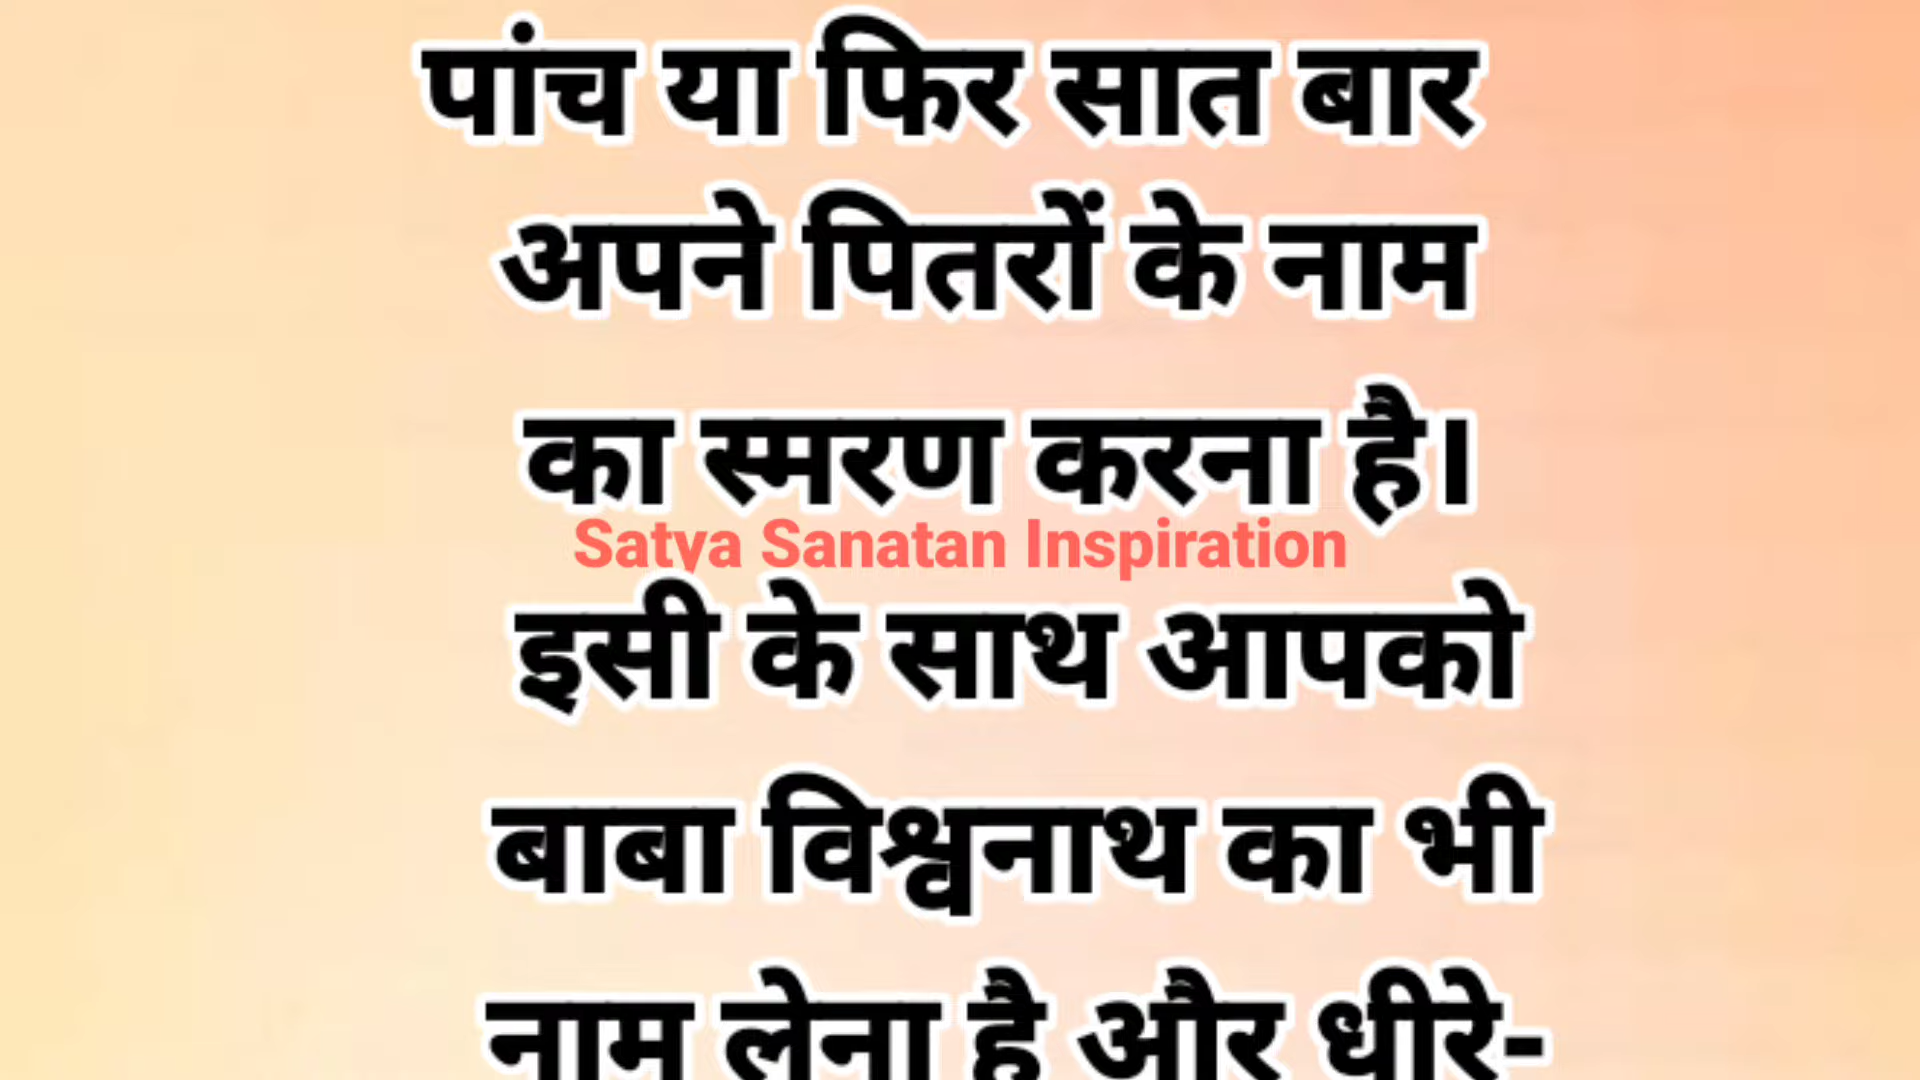 पांच या फिर सात बार
अपने पितरों के नाम
का स्मरण करना है।
Satya Sanatan Inspiration
इसी के साथ आपको
बाबा विश्वनाथ का भी
नाम लेना है और धीरे-